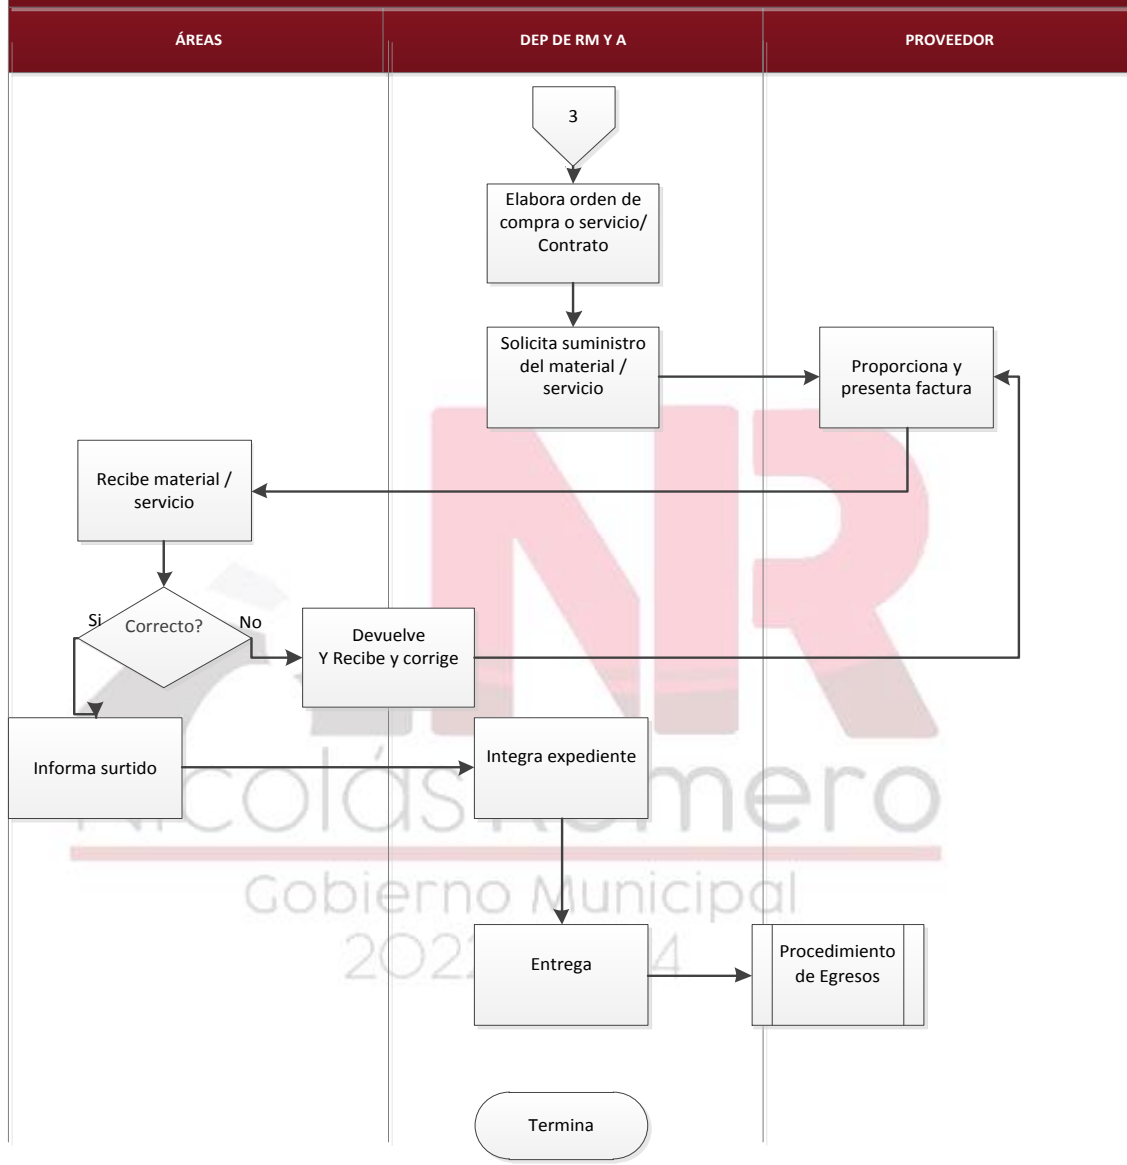 ÁREAS
DEP DE RM Y A
PROVEEDOR
3
Elabora orden de
compra o servicio/
Contrato
Solicita suministro
del material /
servicio
Proporciona y
presenta factura
Recibe material /
servicio
Si
Correcto?
No
Devuelve
Y Recibe y corrige
Informa surtido
Integra expediente
NR
Nicolás Romero
Gobierno Municipal
Entrega
Procedimiento
de Egresos
Termina